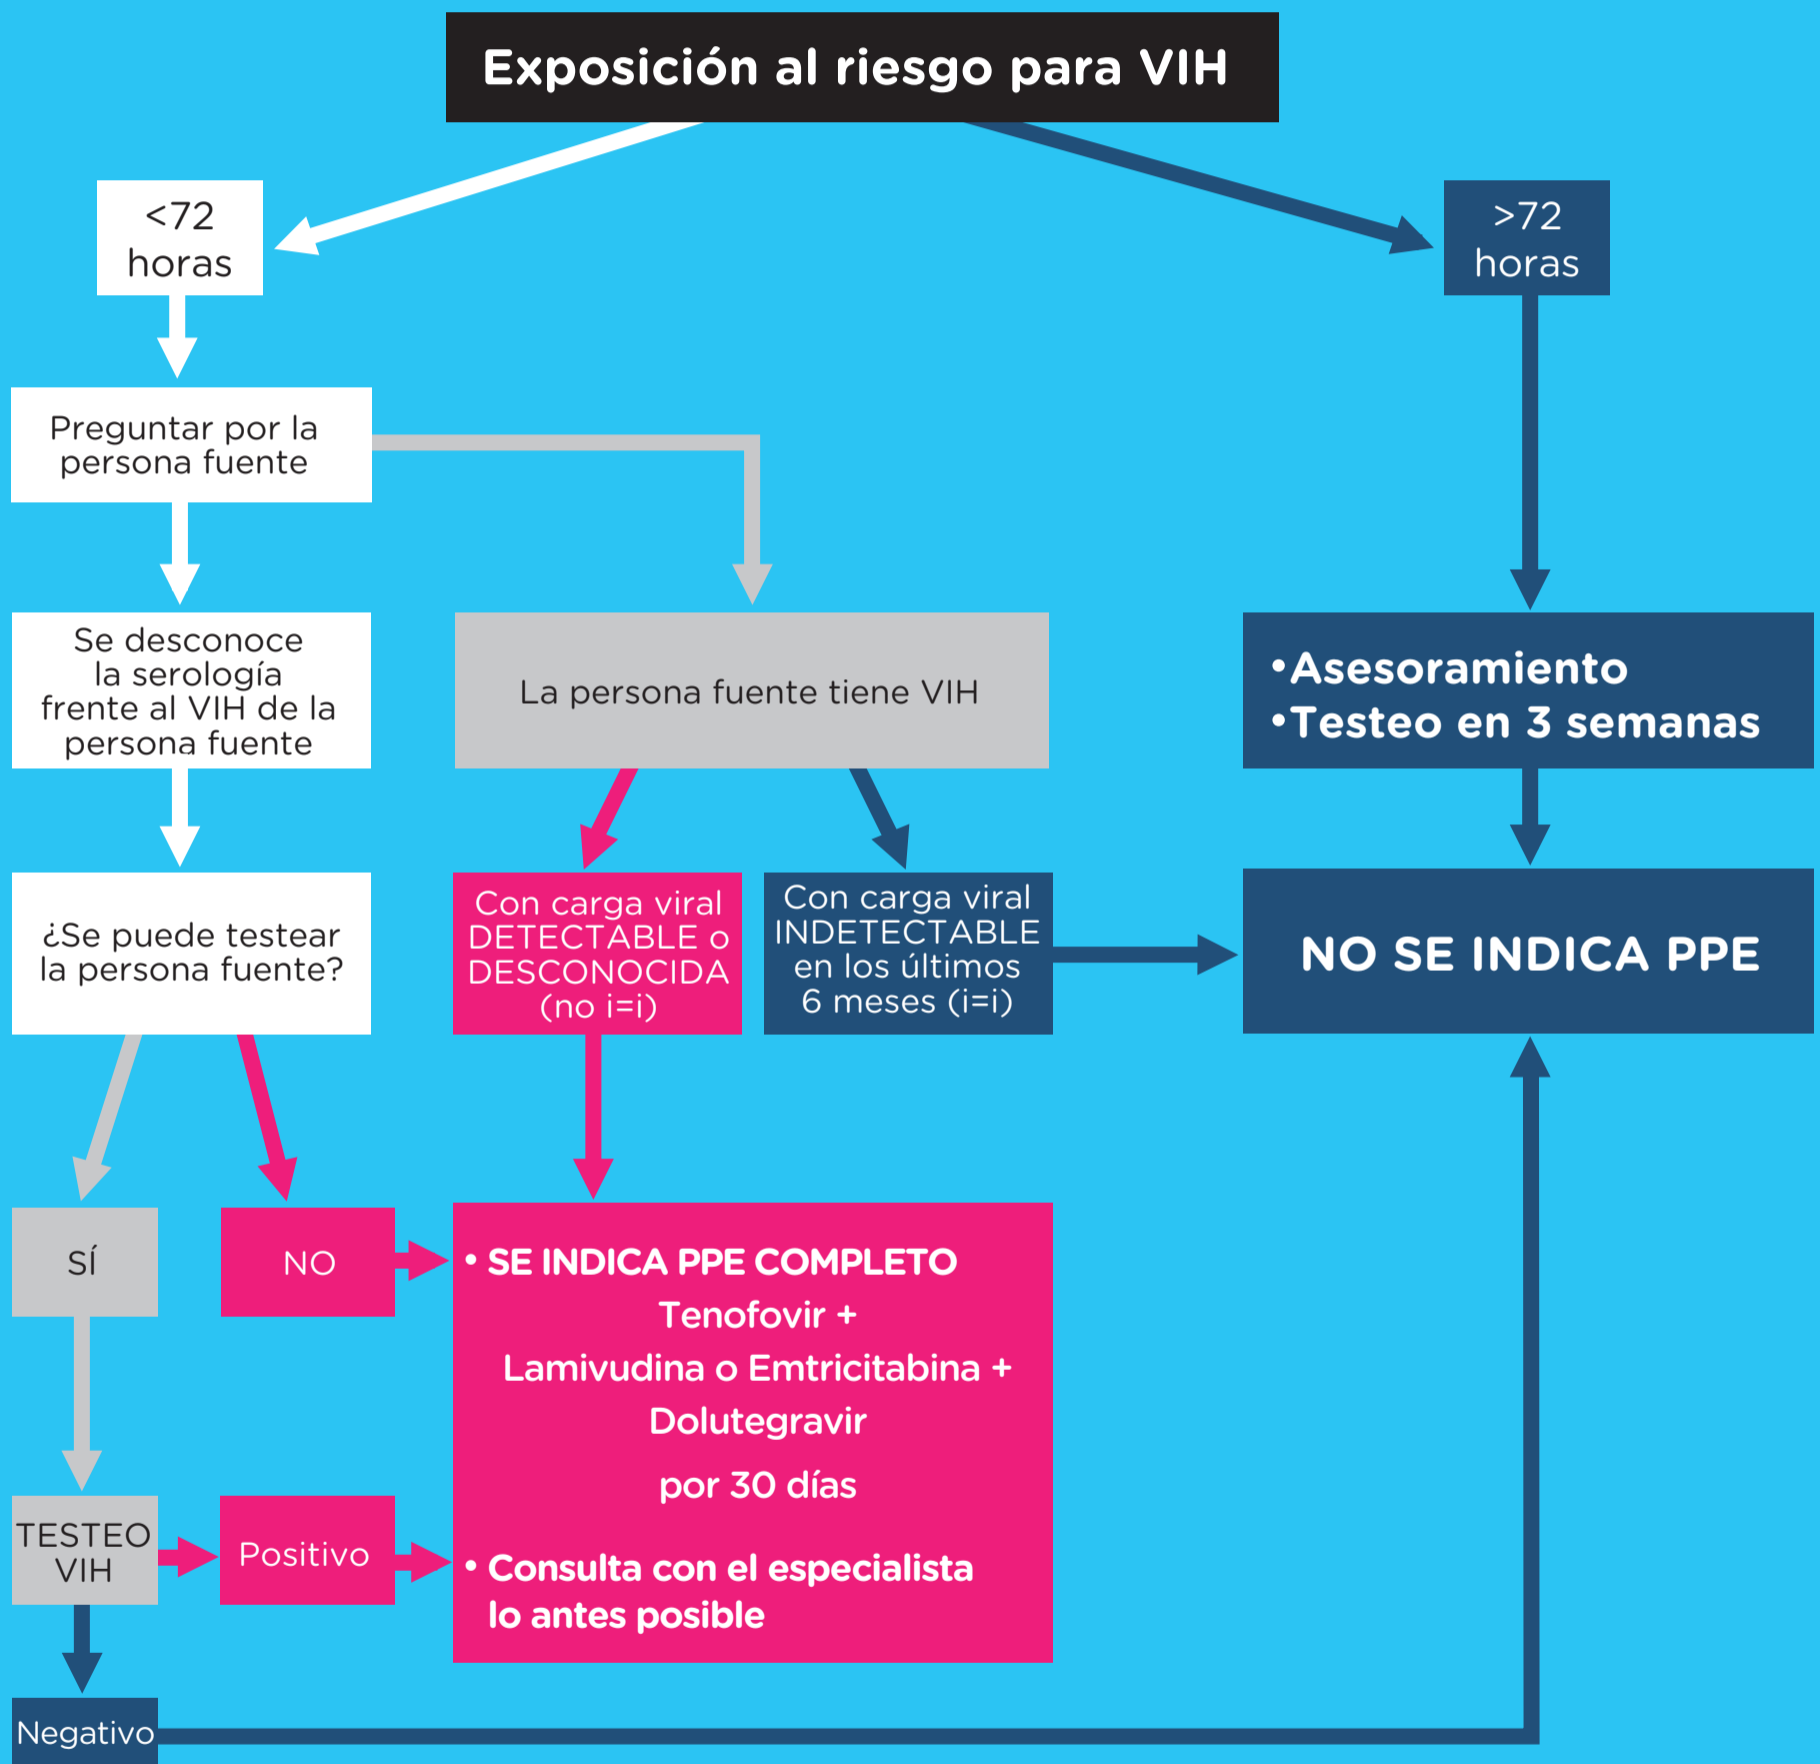 Exposición al riesgo para VIH
<72
horas
>72
horas
Preguntar por la
persona fuente
Se desconoce
la serología
frente al VIH de la
persona fuente
La persona fuente tiene VIH
•Asesoramiento
•Testeo en 3 semanas
¿Se puede testear
la persona fuente?
Con carga viral
DETECTABLE o
DESCONOCIDA
(no i=i)
Con carga viral
INDETECTABLE
en los últimos
6 meses (i=i)
NO SE INDICA PPE
SÍ
NO
• SE INDICA PPE COMPLETO
Tenofovir +
Lamivudina o Emtricitabina +
Dolutegravir
por 30 días
• Consulta con el especialista
lo antes posible
TESTEO
VIH
Positivo
Negativo